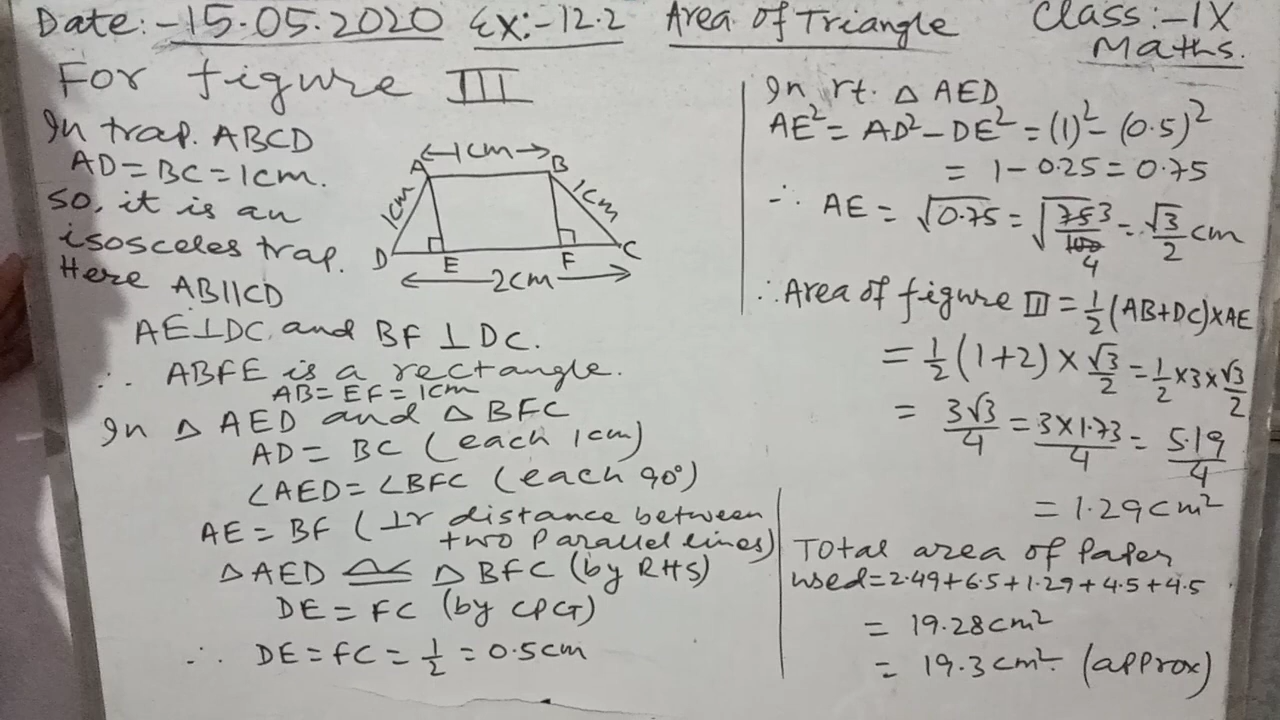 Date:-15.05.2020 Ex:-12.2 Area of Triangle Class:-IX
Maths.
For figure III
In trap. ABCD
AD=BC=1cm.
so, it is an
isosceles trap.
Here AB||CD
AE⊥DC, and BF ⊥ DC.
∴ ABFE is a rectangle.
AB=EF=1cm
In △ AED and △ BFC
AD = BC (each 1cm)
∠AED=∠BFC (each 90°)
AE=BF (⊥r distance between
two parallel lines)
△AED ≅ △BFC (by RHS)
DE=FC (by CPCT)
∴ DE=FC=1/2=0.5cm
A 1cm B
1cm 1cm
D E F C
2cm
In rt. △ AED
AE²=AD²-DE²=(1)²-(0.5)²
= 1-0.25=0.75
∴ AE = √0.75=√75 3/100 4=√3/2 cm
∴Area of figure III=1/2(AB+DC)×AE
=1/2(1+2)×√3/2=1/2×3×√3/2
= 3√3/4=3×1.73/4=5.19/4
=1.29cm²
Total area of Paper
used=2.49+6.5+1.29+4.5+4.5
= 19.28cm²
= 19.3cm². (approx)